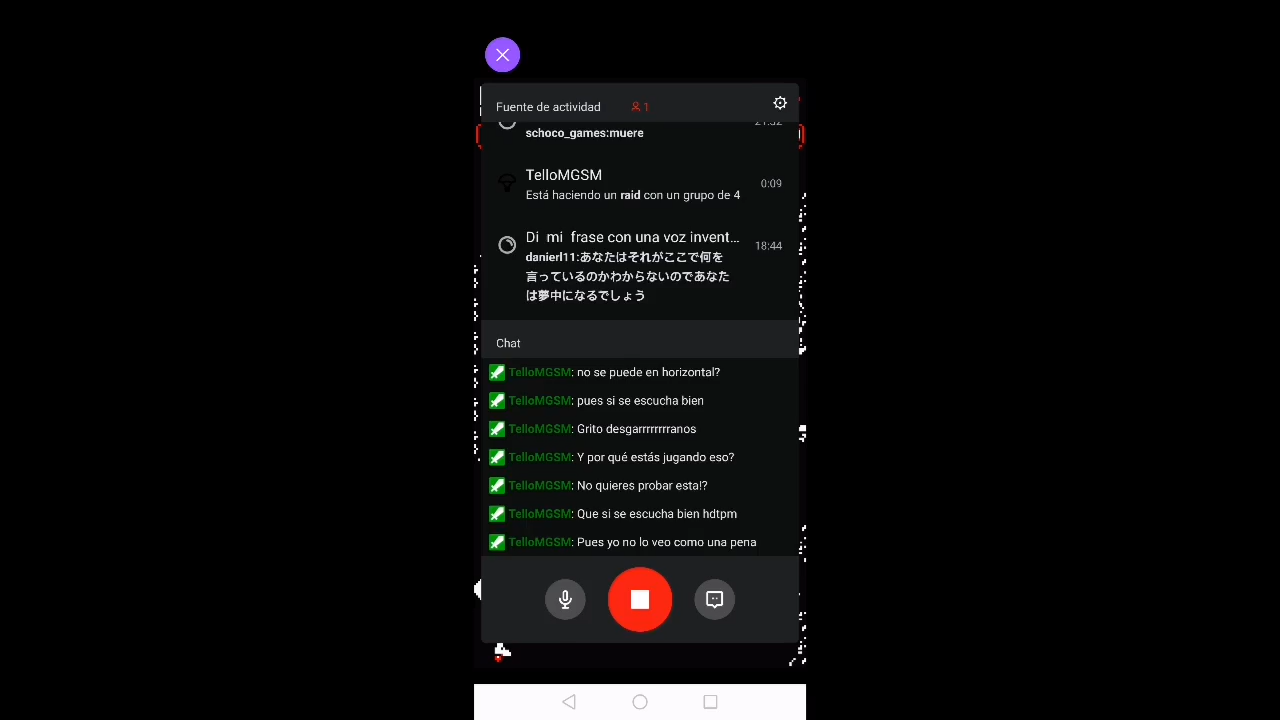 Fuente de actividad 1
schoco_games:muere
TelloMGSM
Está haciendo un raid con un grupo de 4
0:09
Di mi frase con una voz invent...
18:44
danierl11:あなたはそれがここで何を
言っているのかわからないのであなた
は夢中になるでしょう
Chat
TelloMGSM: no se puede en horizontal?
TelloMGSM: pues si se escucha bien
TelloMGSM: Grito desgarrrrrrranos
TelloMGSM: Y por qué estás jugando eso?
TelloMGSM: No quieres probar esta!?
TelloMGSM: Que si se escucha bien hdtpm
TelloMGSM: Pues yo no lo veo como una pena